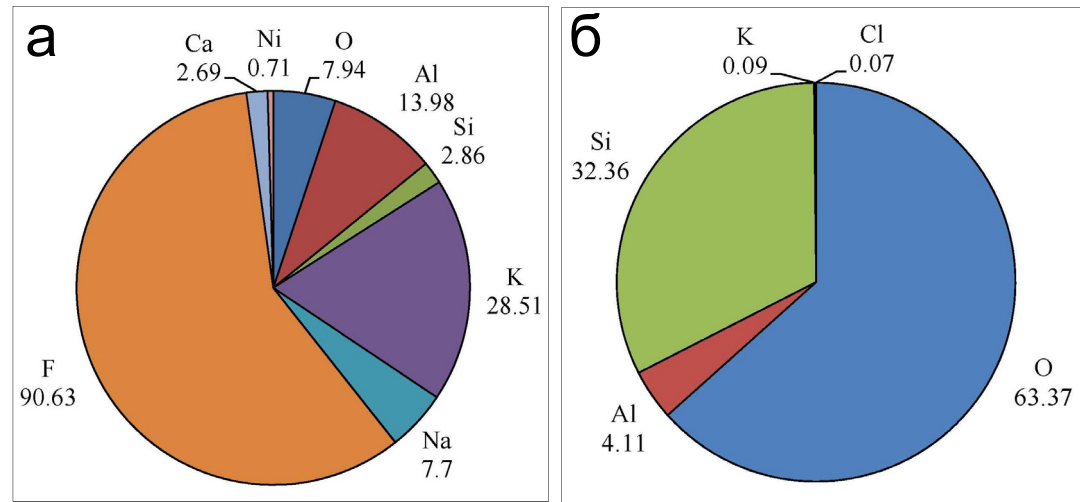 а
Ca
2.69
Ni
0.71
O
7.94
Al
13.98
Si
2.86
K
28.51
Na
7.7
F
90.63
б
K
0.09
Cl
0.07
Si
32.36
Al
4.11
O
63.37